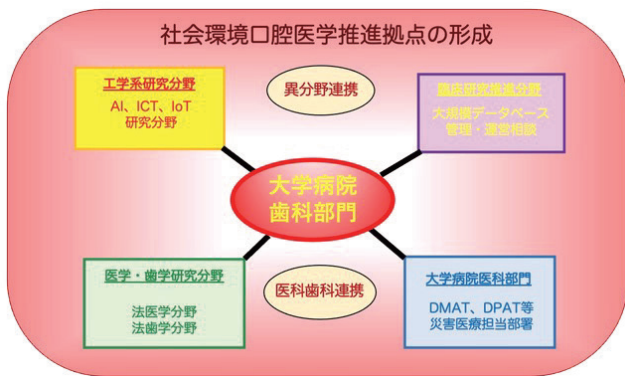 社会環境口腔医学推進拠点の形成
工学系研究分野
AI、ICT、IoT
研究分野
異分野連携
臨床研究推進分野
大規模データベース
管理・運営相談
大学病院
歯科部門
医学・歯学研究分野
法医学分野
法歯学分野
医科歯科連携
大学病院医科部門
DMAT、DPAT等
災害医療担当部署